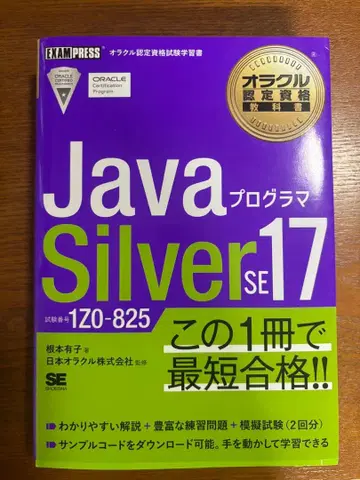 EXAMPRESS オラクル認定資格試験学習書
ORACLE
Certification
Program
オラクル
認定資格
教科書
Javaプログラマ
Silver SE 17
試験番号 1Z0-825
この1冊で
最短合格!!
根本有子 著
日本オラクル株式会社 監修
SE
SHOEISHA
わかりやすい解説+豊富な練習問題+模擬試験(2回分)
サンプルコードをダウンロード可能。手を動かして学習できる